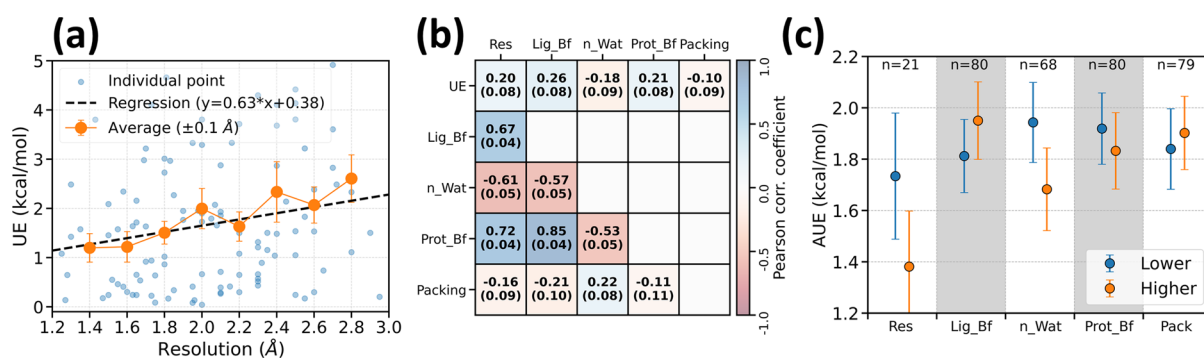 (a)
UE (kcal/mol)
5
4
3
2
1
0
Individual point
Regression (y=0.63*x+0.38)
Average (±0.1 Å)
1.2 1.4 1.6 1.8 2.0 2.2 2.4 2.6 2.8 3.0
Resolution (Å)
(b)
Res Lig_Bf n_Wat Prot_Bf Packing
UE 0.20 0.26 -0.18 0.21 -0.10
(0.08) (0.08) (0.09) (0.08) (0.09)
Lig_Bf 0.67
(0.04)
n_Wat -0.61 -0.57
(0.05) (0.05)
Prot_Bf 0.72 0.85 -0.53
(0.04) (0.04) (0.05)
Packing -0.16 -0.21 0.22 -0.11
(0.09) (0.10) (0.08) (0.11)
1.0
0.5
0.0
-0.5
-1.0
Pearson corr. coefficient
(c)
AUE (kcal/mol)
2.2
2.0
1.8
1.6
1.4
1.2
n=21 n=80 n=68 n=80 n=79
Lower
Higher
Res Lig_Bf n_Wat Prot_Bf Pack